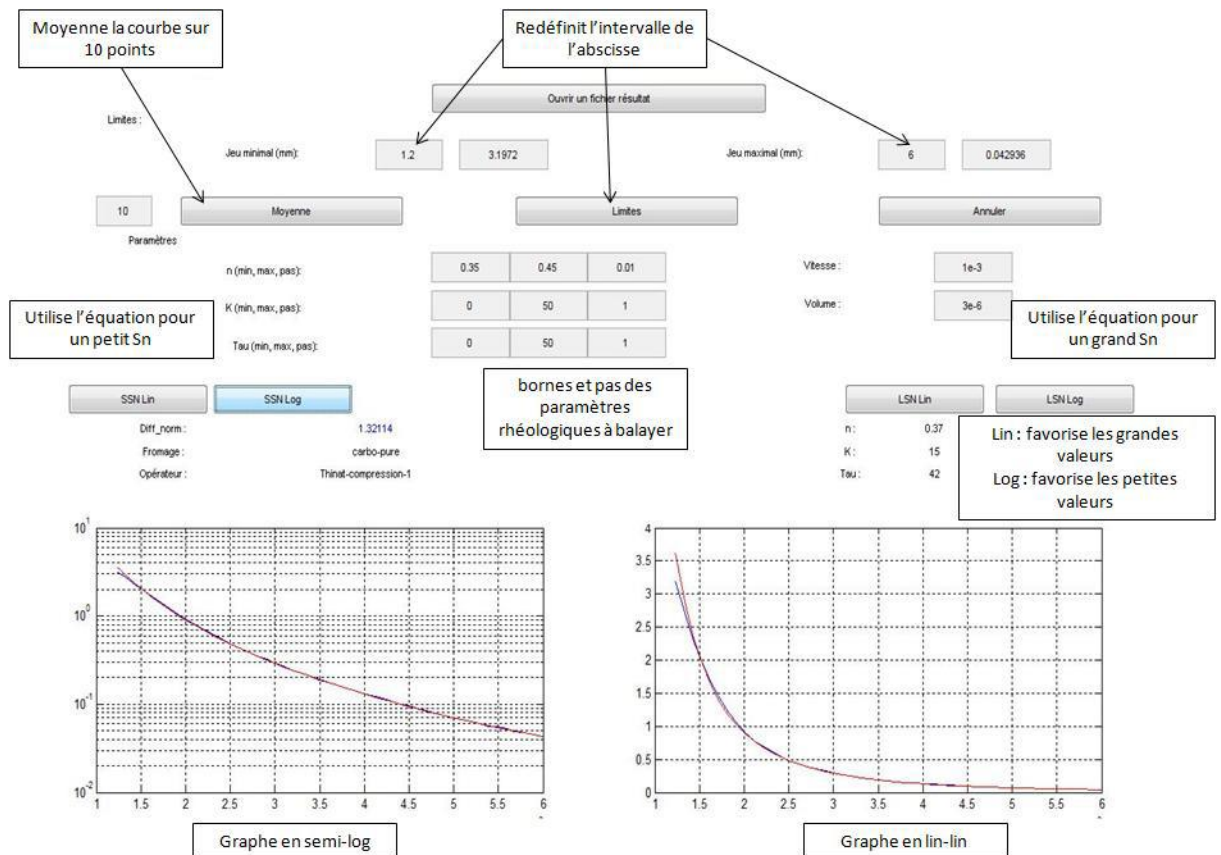 Moyenne la courbe sur
10 points
Redéfinit l'intervalle de
l'abscisse
Ouvrir un fichier résultat
Limites :
Jeu minimal (mm):
1.2
3.1972
Jeu maximal (mm):
6
0.042936
10
Moyenne
Limites
Annuler
Paramètres
n (min, max, pas):
0.35
0.45
0.01
Vitesse :
1e-3
K (min, max, pas):
0
50
1
Volume :
3e-6
Utilise l'équation pour
un petit Sn
Utilise l'équation pour
un grand Sn
Tau (min, max, pas):
0
50
1
bornes et pas des
paramètres
rhéologiques à balayer
SSN Lin
SSN Log
LSN Lin
LSN Log
Diff_norm :
1.32114
Fromage :
carbo-pure
Opérateur :
Thinat-compression-1
n :
0.37
K :
15
Tau :
42
Lin : favorise les grandes
valeurs
Log : favorise les petites
valeurs
10^1
10^0
10^-1
10^-2
1
1.5
2
2.5
3
3.5
4
4.5
5
5.5
6
Graphe en semi-log
4
3.5
3
2.5
2
1.5
1
0.5
0
1
1.5
2
2.5
3
3.5
4
4.5
5
5.5
6
Graphe en lin-lin